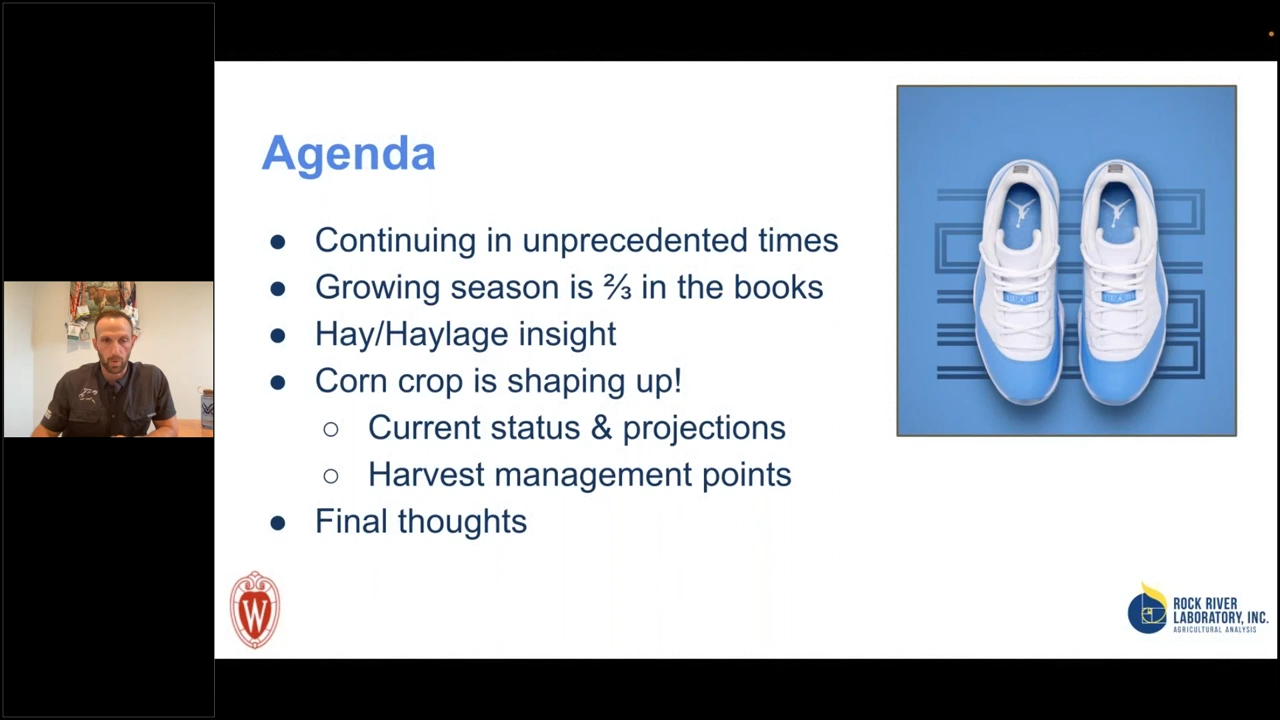 Agenda
● Continuing in unprecedented times
● Growing season is ⅔ in the books
● Hay/Haylage insight
● Corn crop is shaping up!
○ Current status & projections
○ Harvest management points
● Final thoughts
W
ROCK RIVER
LABORATORY, INC.
AGRICULTURAL ANALYSIS